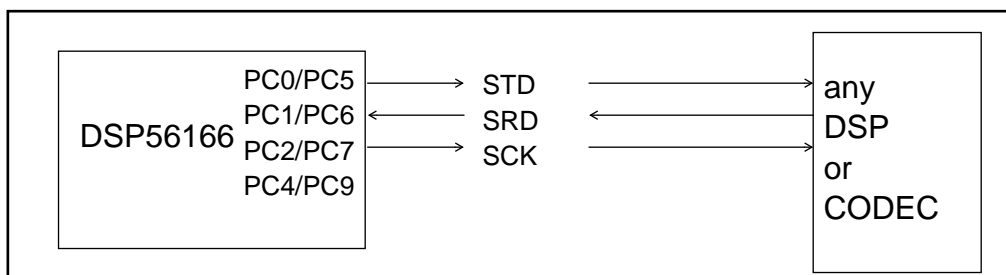 PC0/PC5 STD
PC1/PC6 SRD
DSP56166
PC2/PC7 SCK
PC4/PC9
any
DSP
or
CODEC